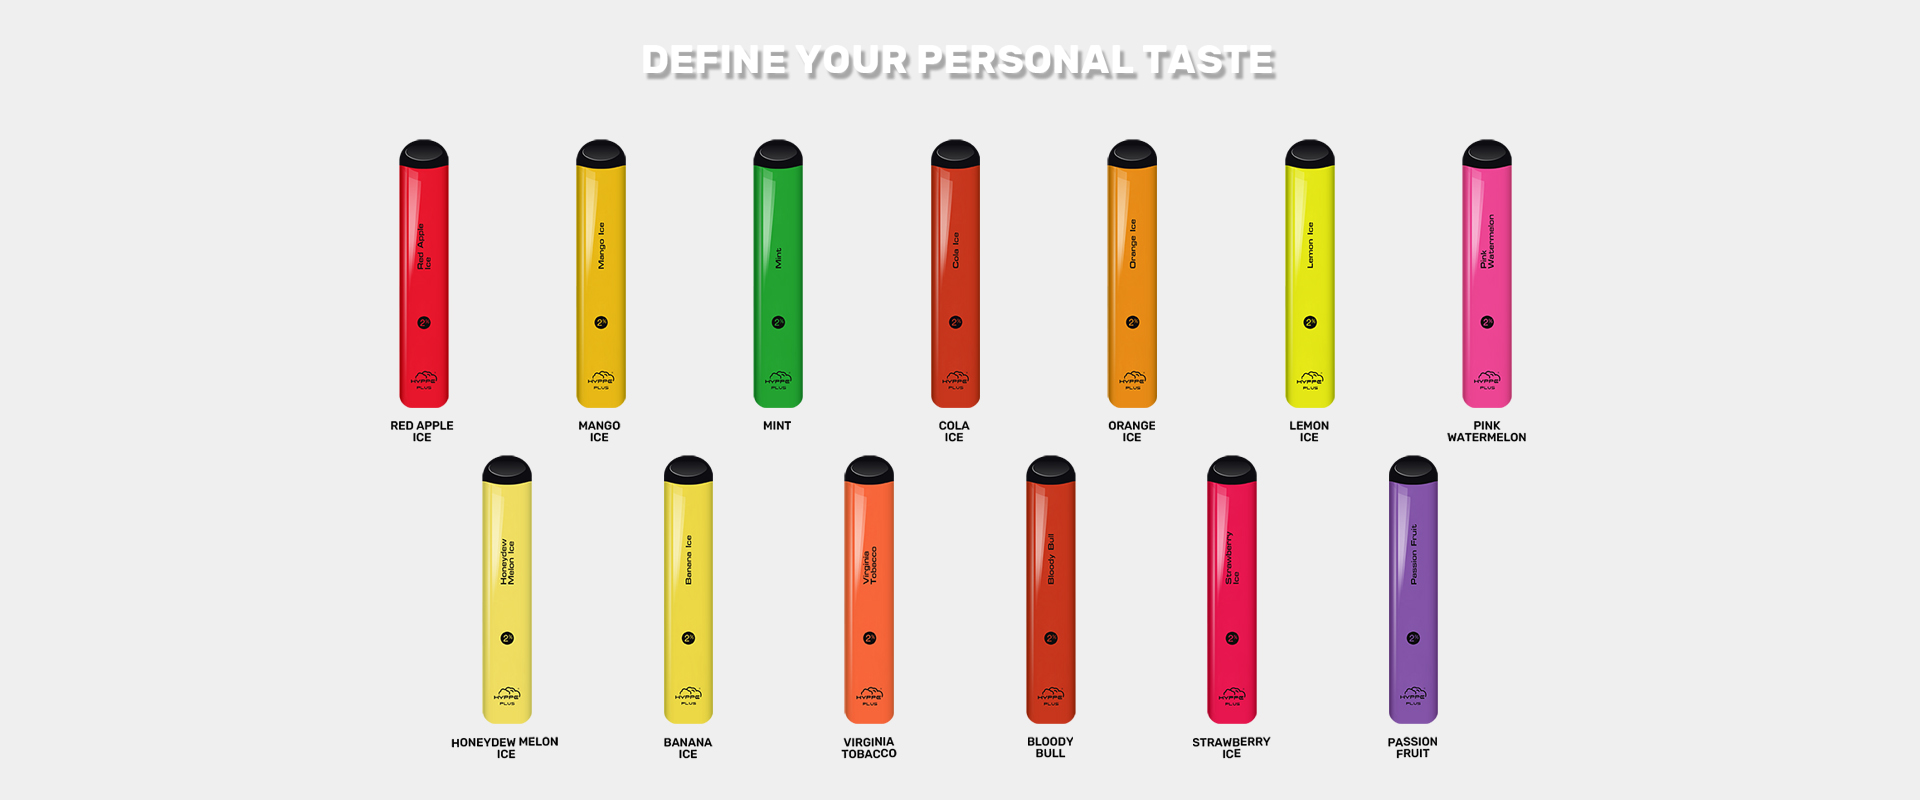 DEFINE YOUR PERSONAL TASTE
Red Apple
Ice
2%
HYPPE
PLUS
RED APPLE
ICE
Mango Ice
2%
HYPPE
PLUS
MANGO
ICE
Mint
2%
HYPPE
PLUS
MINT
Cola Ice
2%
HYPPE
PLUS
COLA
ICE
Orange Ice
2%
HYPPE
PLUS
ORANGE
ICE
Lemon Ice
2%
HYPPE
PLUS
LEMON
ICE
Pink
Watermelon
2%
HYPPE
PLUS
PINK
WATERMELON
Honeydew
Melon Ice
2%
HYPPE
PLUS
HONEYDEW MELON
ICE
Banana Ice
2%
HYPPE
PLUS
BANANA
ICE
Virginia
Tobacco
2%
HYPPE
PLUS
VIRGINIA
TOBACCO
Bloody Bull
2%
HYPPE
PLUS
BLOODY
BULL
Strawberry
Ice
2%
HYPPE
PLUS
STRAWBERRY
ICE
Passion Fruit
2%
HYPPE
PLUS
PASSION
FRUIT